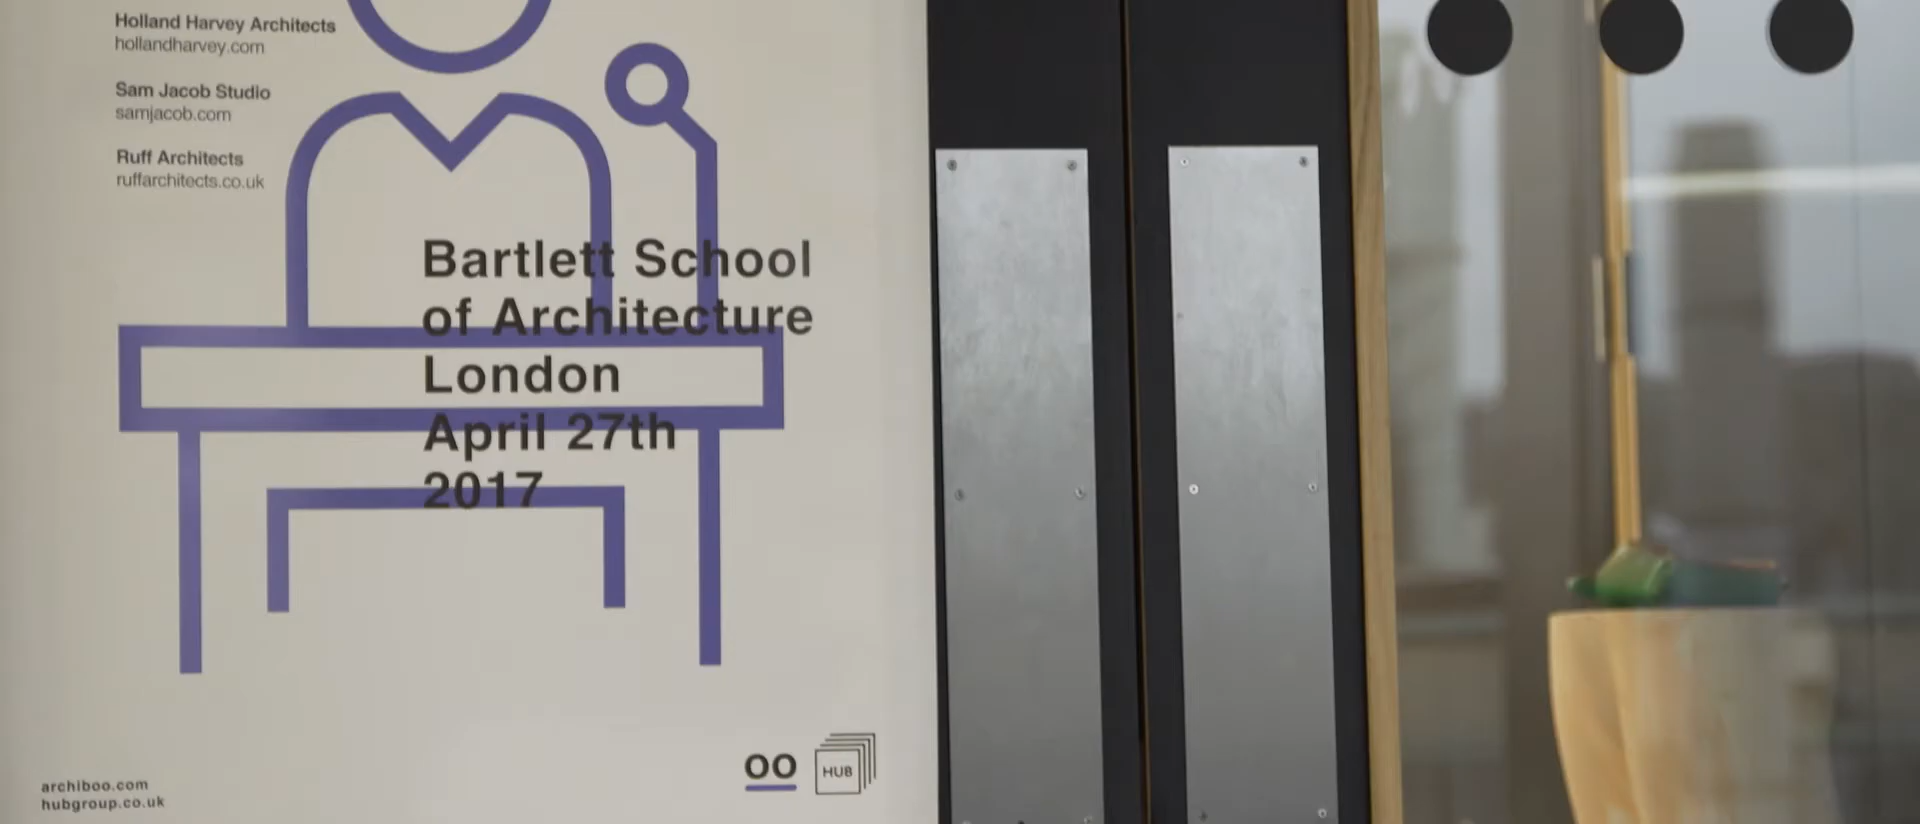 Holland Harvey Architects
hollandharvey.com
Sam Jacob Studio
samjacob.com
Ruff Architects
ruffarchitects.co.uk
Bartlett School
of Architecture
London
April 27th
2017
archiboo.com
hubgroup.co.uk
oo
HUB